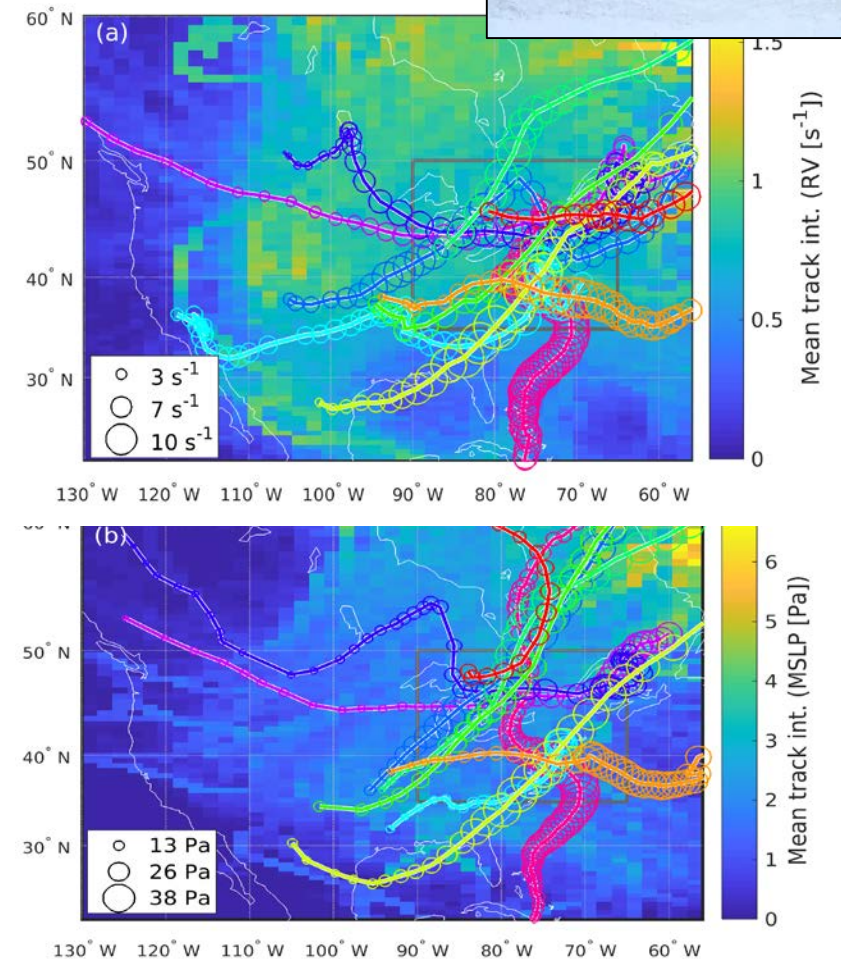 60° N
(a)
50° N
40° N
30° N
3 s-1
7 s-1
10 s-1
130° W 120° W 110° W 100° W 90° W 80° W 70° W 60° W
1.5
1
0.5
0
Mean track int. (RV [s-1])
(b)
50° N
40° N
30° N
13 Pa
26 Pa
38 Pa
130° W 120° W 110° W 100° W 90° W 80° W 70° W 60° W
6
5
4
3
2
1
0
Mean track int. (MSLP [Pa])